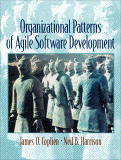 Organizational Patterns
of Agile Software Development
James O. Coplien • Neil B. Harrison